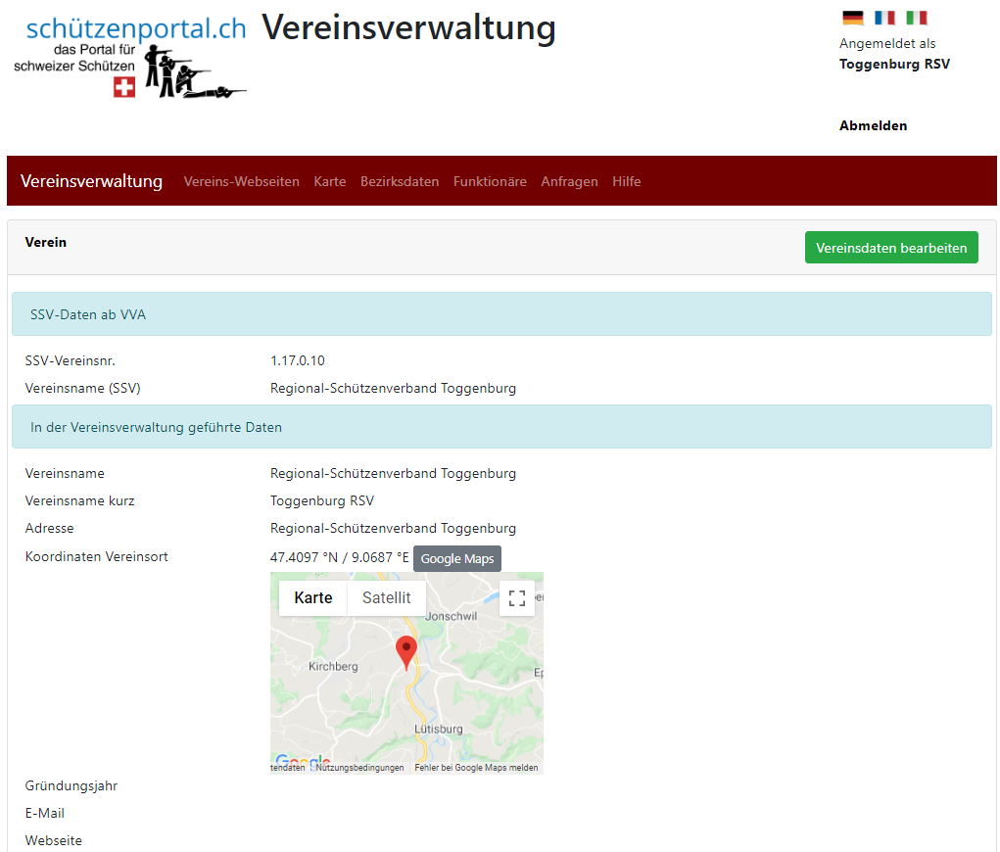 schützenportal.ch
das Portal für
schweizer Schützen
Vereinsverwaltung
Angemeldet als
Toggenburg RSV
Abmelden
Vereinsverwaltung Vereins-Webseiten Karte Bezirksdaten Funktionäre Anfragen Hilfe
Verein
Vereinsdaten bearbeiten
SSV-Daten ab VVA
SSV-Vereinsnr. 1.17.0.10
Vereinsname (SSV) Regional-Schützenverband Toggenburg
In der Vereinsverwaltung geführte Daten
Vereinsname Regional-Schützenverband Toggenburg
Vereinsname kurz Toggenburg RSV
Adresse Regional-Schützenverband Toggenburg
Koordinaten Vereinsort 47.4097 °N / 9.0687 °E Google Maps
Karte Satellit
Jonschwil
Kirchberg
Lütisburg
Google
tendaten Nutzungsbedingungen Fehler bei Google Maps melden
Gründungsjahr
E-Mail
Webseite